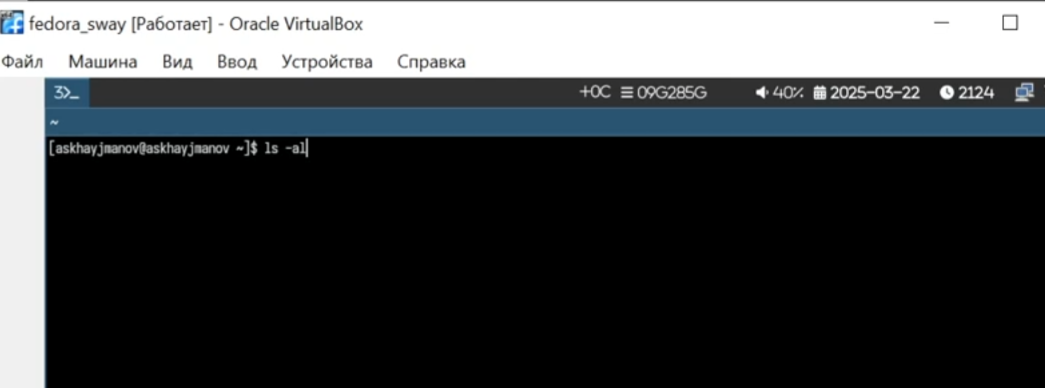 fedora_sway [Работает] - Oracle VirtualBox
Файл Машина Вид Ввод Устройства Справка
3>_ +0C 09G285G 40% 2025-03-22 2124
~
[askhayjmanov@askhayjmanov ~]$ ls -al